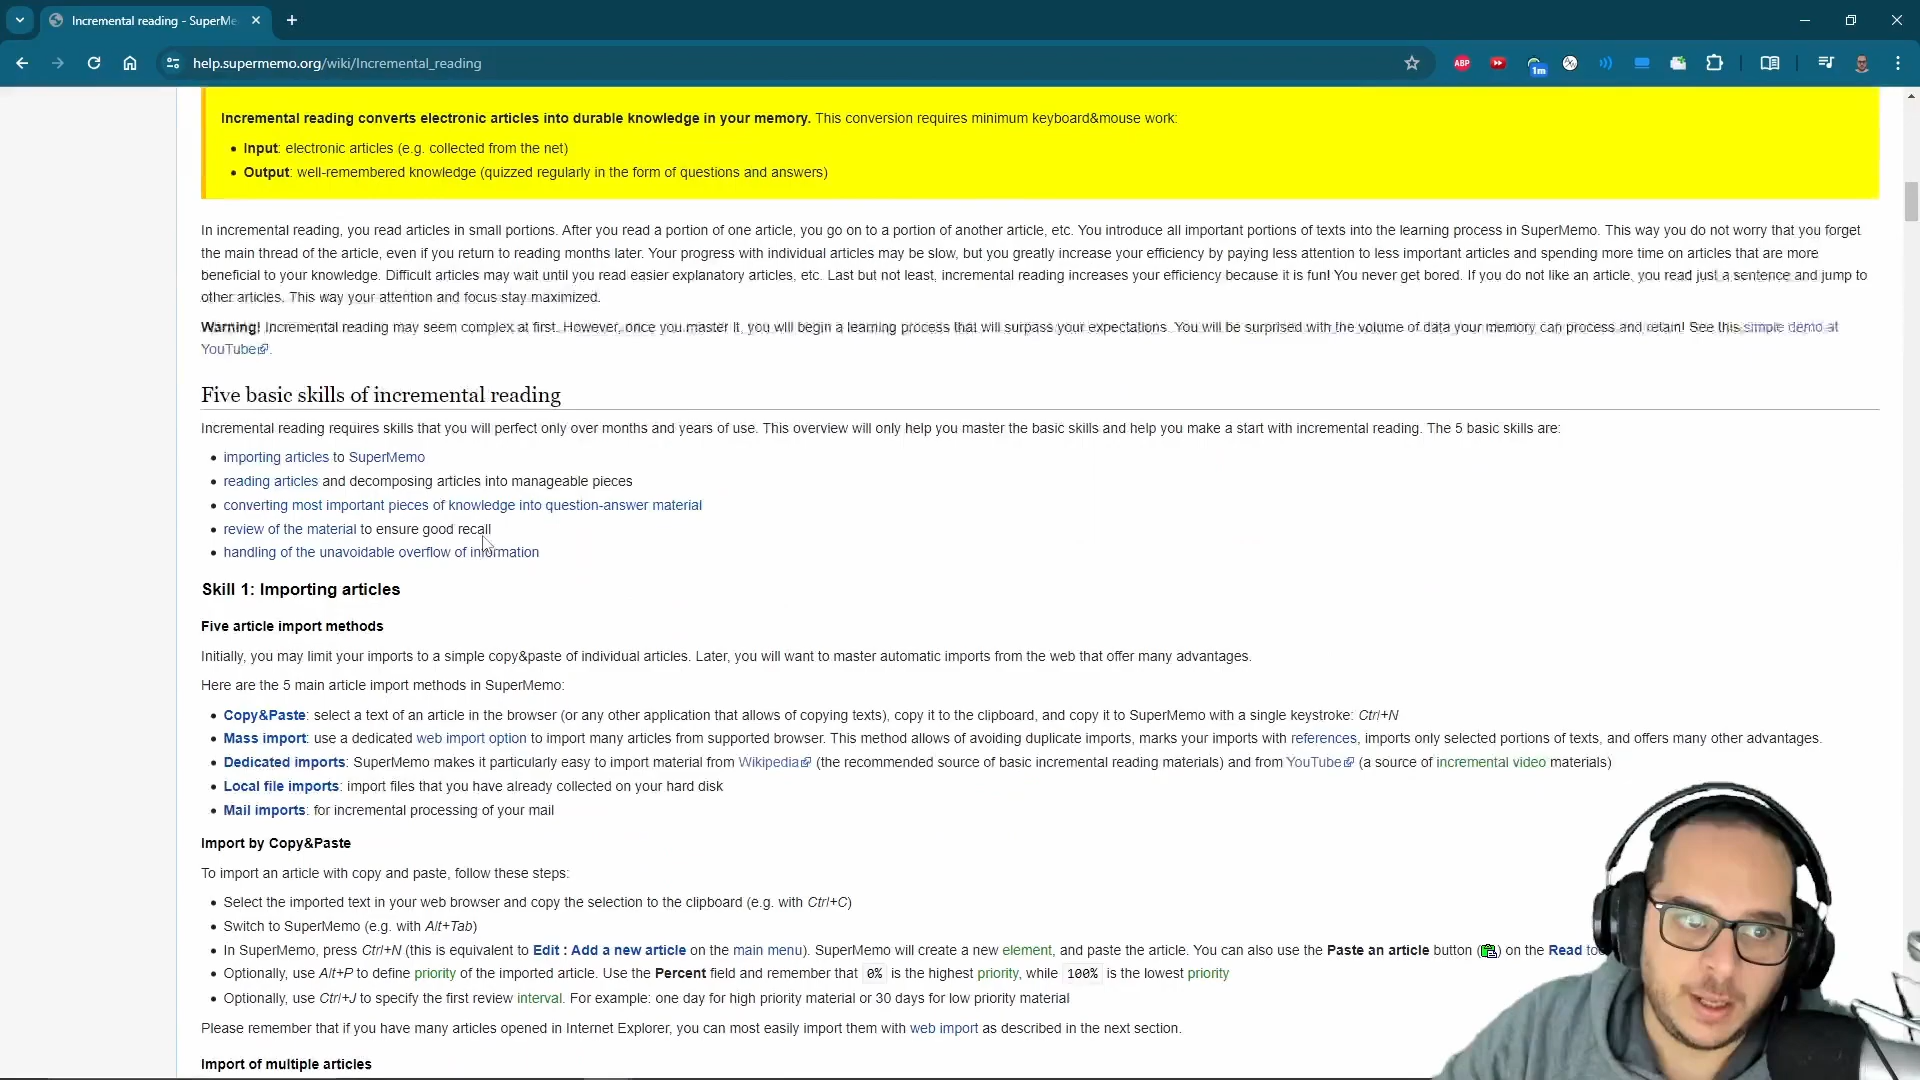 Incremental reading - SuperMe
help.supermemo.org/wiki/Incremental_reading
ABP
1m
Incremental reading converts electronic articles into durable knowledge in your memory. This conversion requires minimum keyboard&mouse work:
• Input: electronic articles (e.g. collected from the net)
• Output: well-remembered knowledge (quizzed regularly in the form of questions and answers)
In incremental reading, you read articles in small portions. After you read a portion of one article, you go on to a portion of another article, etc. You introduce all important portions of texts into the learning process in SuperMemo. This way you do not worry that you forget
the main thread of the article, even if you return to reading months later. Your progress with individual articles may be slow, but you greatly increase your efficiency by paying less attention to less important articles and spending more time on articles that are more
beneficial to your knowledge. Difficult articles may wait until you read easier explanatory articles, etc. Last but not least, incremental reading increases your efficiency because it is fun! You never get bored. If you do not like an article, you read just a sentence and jump to
other articles. This way your attention and focus stay maximized.
Warning! Incremental reading may seem complex at first. However, once you master it, you will begin a learning process that will surpass your expectations. You will be surprised with the volume of data your memory can process and retain! See this simple demo at
YouTube.
Five basic skills of incremental reading
Incremental reading requires skills that you will perfect only over months and years of use. This overview will only help you master the basic skills and help you make a start with incremental reading. The 5 basic skills are:
• importing articles to SuperMemo
• reading articles and decomposing articles into manageable pieces
• converting most important pieces of knowledge into question-answer material
• review of the material to ensure good recall
• handling of the unavoidable overflow of information
Skill 1: Importing articles
Five article import methods
Initially, you may limit your imports to a simple copy&paste of individual articles. Later, you will want to master automatic imports from the web that offer many advantages.
Here are the 5 main article import methods in SuperMemo:
• Copy&Paste: select a text of an article in the browser (or any other application that allows of copying texts), copy it to the clipboard, and copy it to SuperMemo with a single keystroke: Ctrl+N
• Mass import: use a dedicated web import option to import many articles from supported browser. This method allows of avoiding duplicate imports, marks your imports with references, imports only selected portions of texts, and offers many other advantages.
• Dedicated imports: SuperMemo makes it particularly easy to import material from Wikipedia (the recommended source of basic incremental reading materials) and from YouTube (a source of incremental video materials)
• Local file imports: import files that you have already collected on your hard disk
• Mail imports: for incremental processing of your mail
Import by Copy&Paste
To import an article with copy and paste, follow these steps:
• Select the imported text in your web browser and copy the selection to the clipboard (e.g. with Ctrl+C)
• Switch to SuperMemo (e.g. with Alt+Tab)
• In SuperMemo, press Ctrl+N (this is equivalent to Edit : Add a new article on the main menu). SuperMemo will create a new element, and paste the article. You can also use the Paste an article button () on the Read
• Optionally, use Alt+P to define priority of the imported article. Use the Percent field and remember that 0% is the highest priority, while 100% is the lowest priority
• Optionally, use Ctrl+J to specify the first review interval. For example: one day for high priority material or 30 days for low priority material
Please remember that if you have many articles opened in Internet Explorer, you can most easily import them with web import as described in the next section.
Import of multiple articles